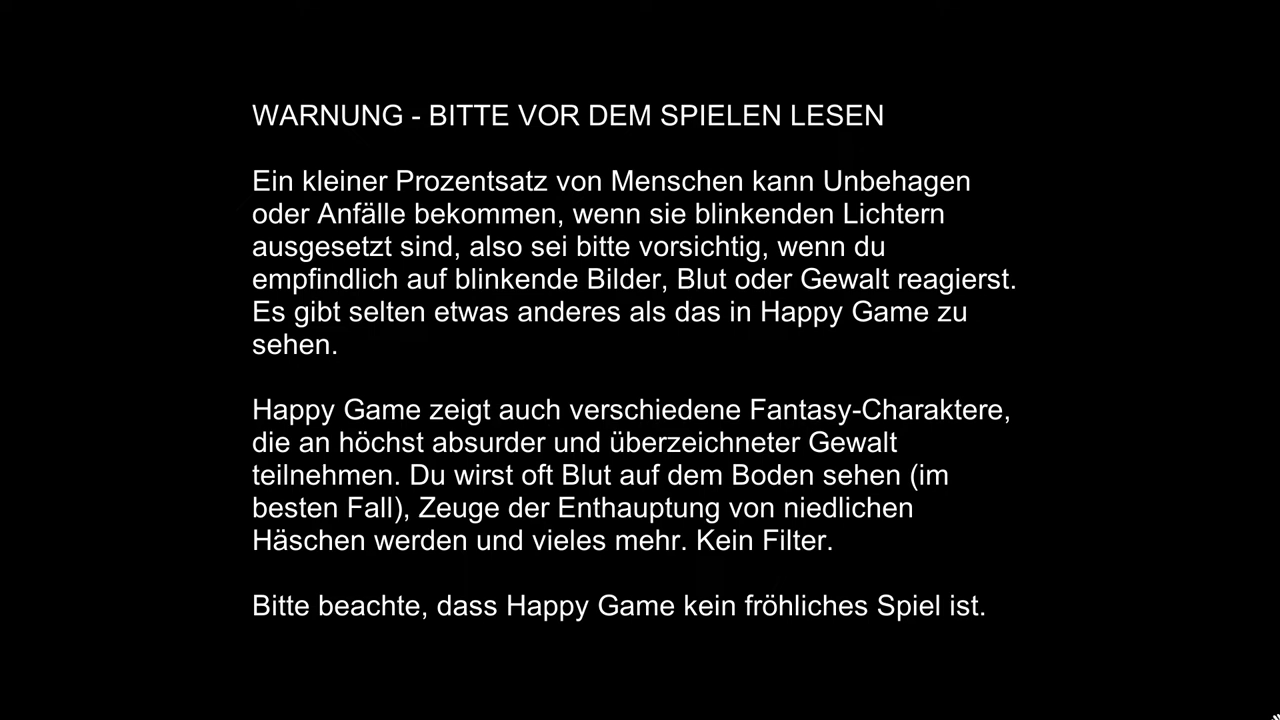 WARNUNG - BITTE VOR DEM SPIELEN LESEN
Ein kleiner Prozentsatz von Menschen kann Unbehagen
oder Anfälle bekommen, wenn sie blinkenden Lichtern
ausgesetzt sind, also sei bitte vorsichtig, wenn du
empfindlich auf blinkende Bilder, Blut oder Gewalt reagierst.
Es gibt selten etwas anderes als das in Happy Game zu
sehen.
Happy Game zeigt auch verschiedene Fantasy-Charaktere,
die an höchst absurder und überzeichneter Gewalt
teilnehmen. Du wirst oft Blut auf dem Boden sehen (im
besten Fall), Zeuge der Enthauptung von niedlichen
Häschen werden und vieles mehr. Kein Filter.
Bitte beachte, dass Happy Game kein fröhliches Spiel ist.